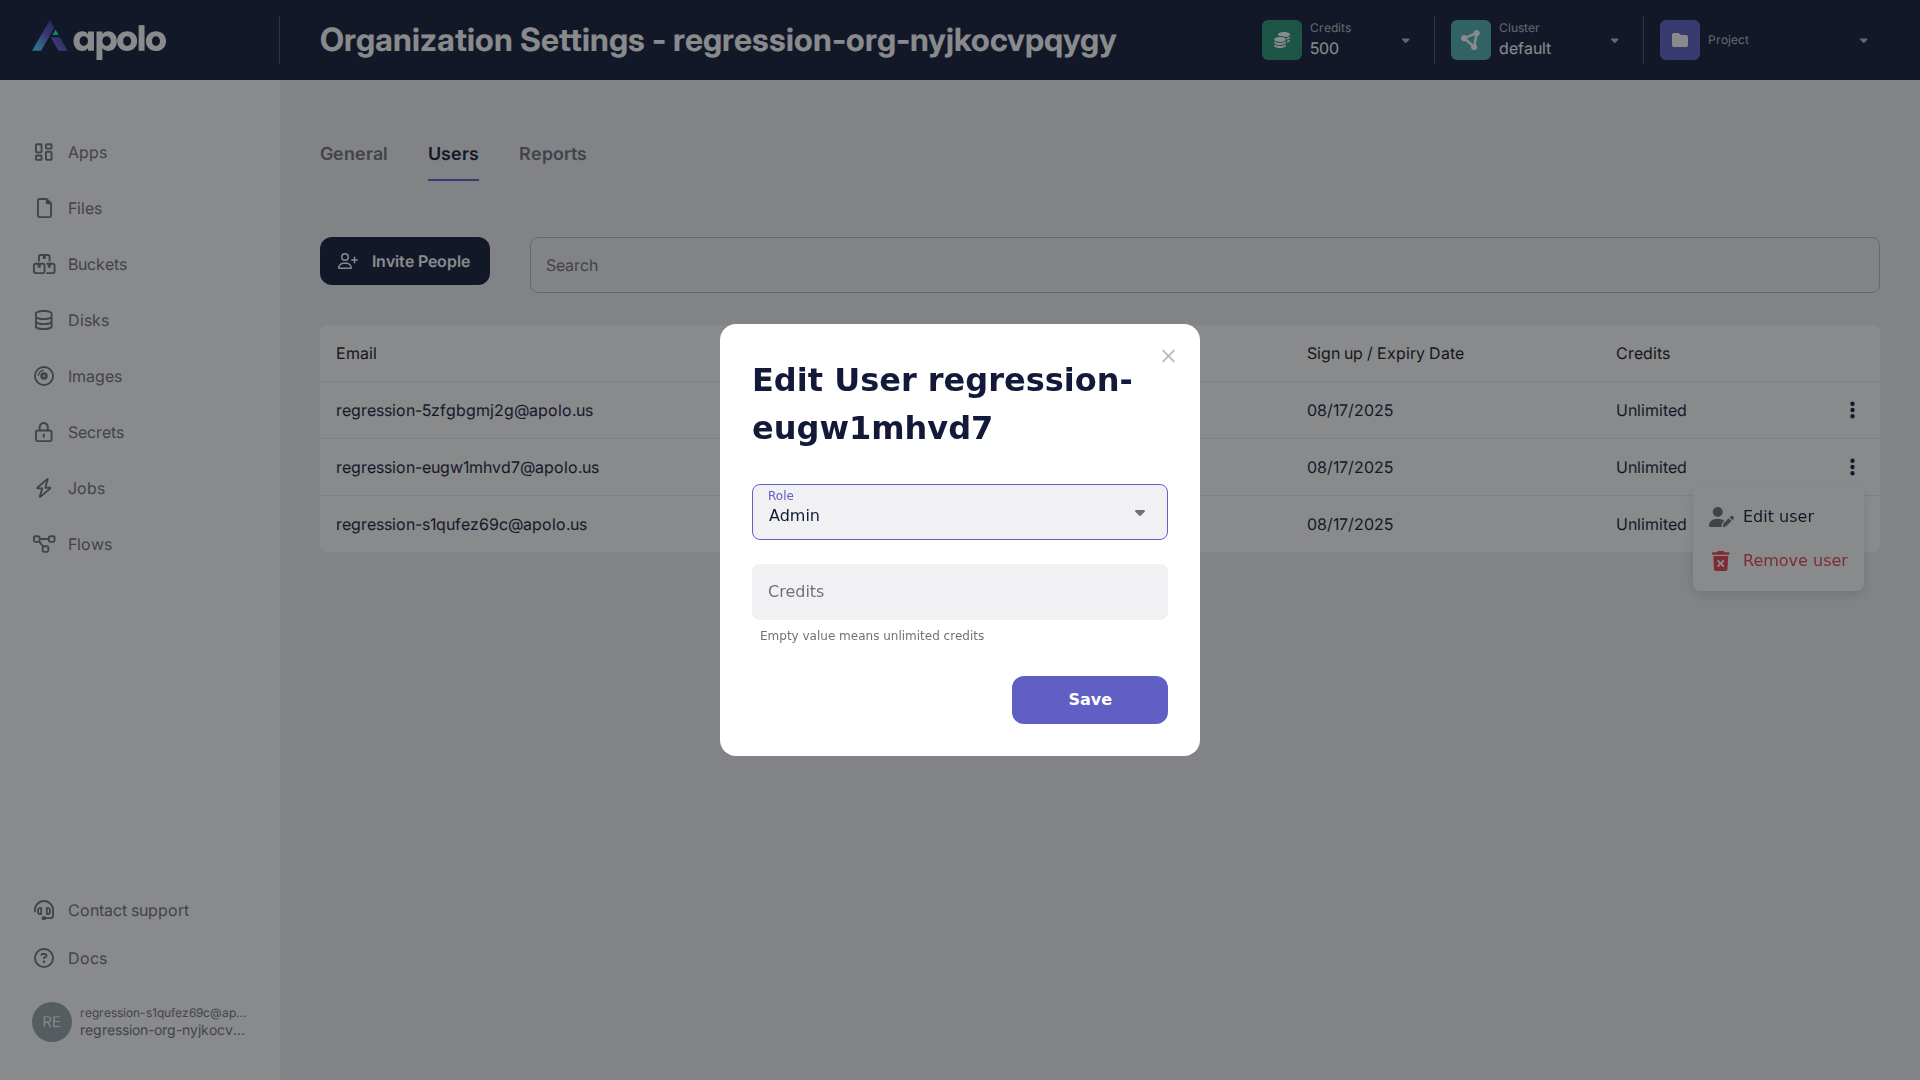 apolo
Organization Settings - regression-org-nyjkocvpqygy
Credits
500
Cluster
default
Project
Apps
Files
Buckets
Disks
Images
Secrets
Jobs
Flows
General
Users
Reports
Invite People
Search
Email
Sign up / Expiry Date
Credits
regression-5zfgbgmj2g@apolo.us
08/17/2025
Unlimited
regression-eugw1mhvd7@apolo.us
08/17/2025
Unlimited
regression-s1qufez69c@apolo.us
08/17/2025
Unlimited
Edit user
Remove user
Edit User regression-
eugw1mhvd7
Role
Admin
Credits
Empty value means unlimited credits
Save
Contact support
Docs
RE
regression-s1qufez69c@ap...
regression-org-nyjkocv...